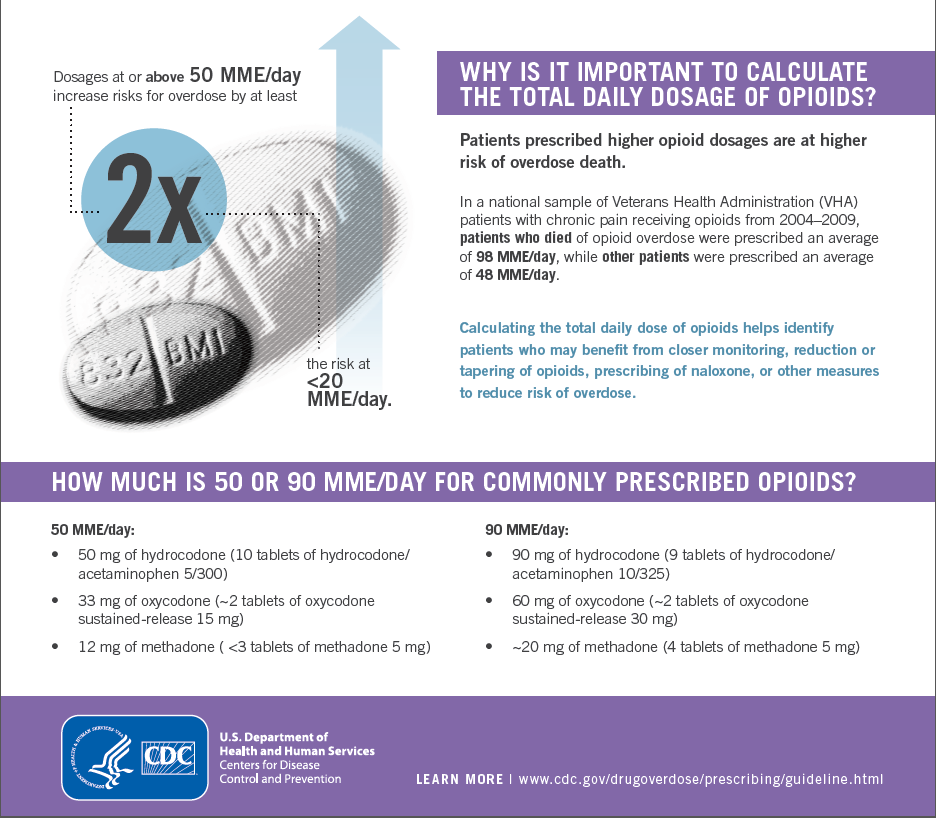 Dosages at or above 50 MME/day
increase risks for overdose by at least
2x
the risk at
<20
MME/day.
632 BMI
632 BMI
WHY IS IT IMPORTANT TO CALCULATE
THE TOTAL DAILY DOSAGE OF OPIOIDS?
Patients prescribed higher opioid dosages are at higher
risk of overdose death.
In a national sample of Veterans Health Administration (VHA)
patients with chronic pain receiving opioids from 2004–2009,
patients who died of opioid overdose were prescribed an average
of 98 MME/day, while other patients were prescribed an average
of 48 MME/day.
Calculating the total daily dose of opioids helps identify
patients who may benefit from closer monitoring, reduction or
tapering of opioids, prescribing of naloxone, or other measures
to reduce risk of overdose.
HOW MUCH IS 50 OR 90 MME/DAY FOR COMMONLY PRESCRIBED OPIOIDS?
50 MME/day:
• 50 mg of hydrocodone (10 tablets of hydrocodone/
acetaminophen 5/300)
• 33 mg of oxycodone (~2 tablets of oxycodone
sustained-release 15 mg)
• 12 mg of methadone ( <3 tablets of methadone 5 mg)
90 MME/day:
• 90 mg of hydrocodone (9 tablets of hydrocodone/
acetaminophen 10/325)
• 60 mg of oxycodone (~2 tablets of oxycodone
sustained-release 30 mg)
• ~20 mg of methadone (4 tablets of methadone 5 mg)
DEPARTMENT OF HEALTH & HUMAN SERVICES • USA
CDC
U.S. Department of
Health and Human Services
Centers for Disease
Control and Prevention
LEARN MORE | www.cdc.gov/drugoverdose/prescribing/guideline.html